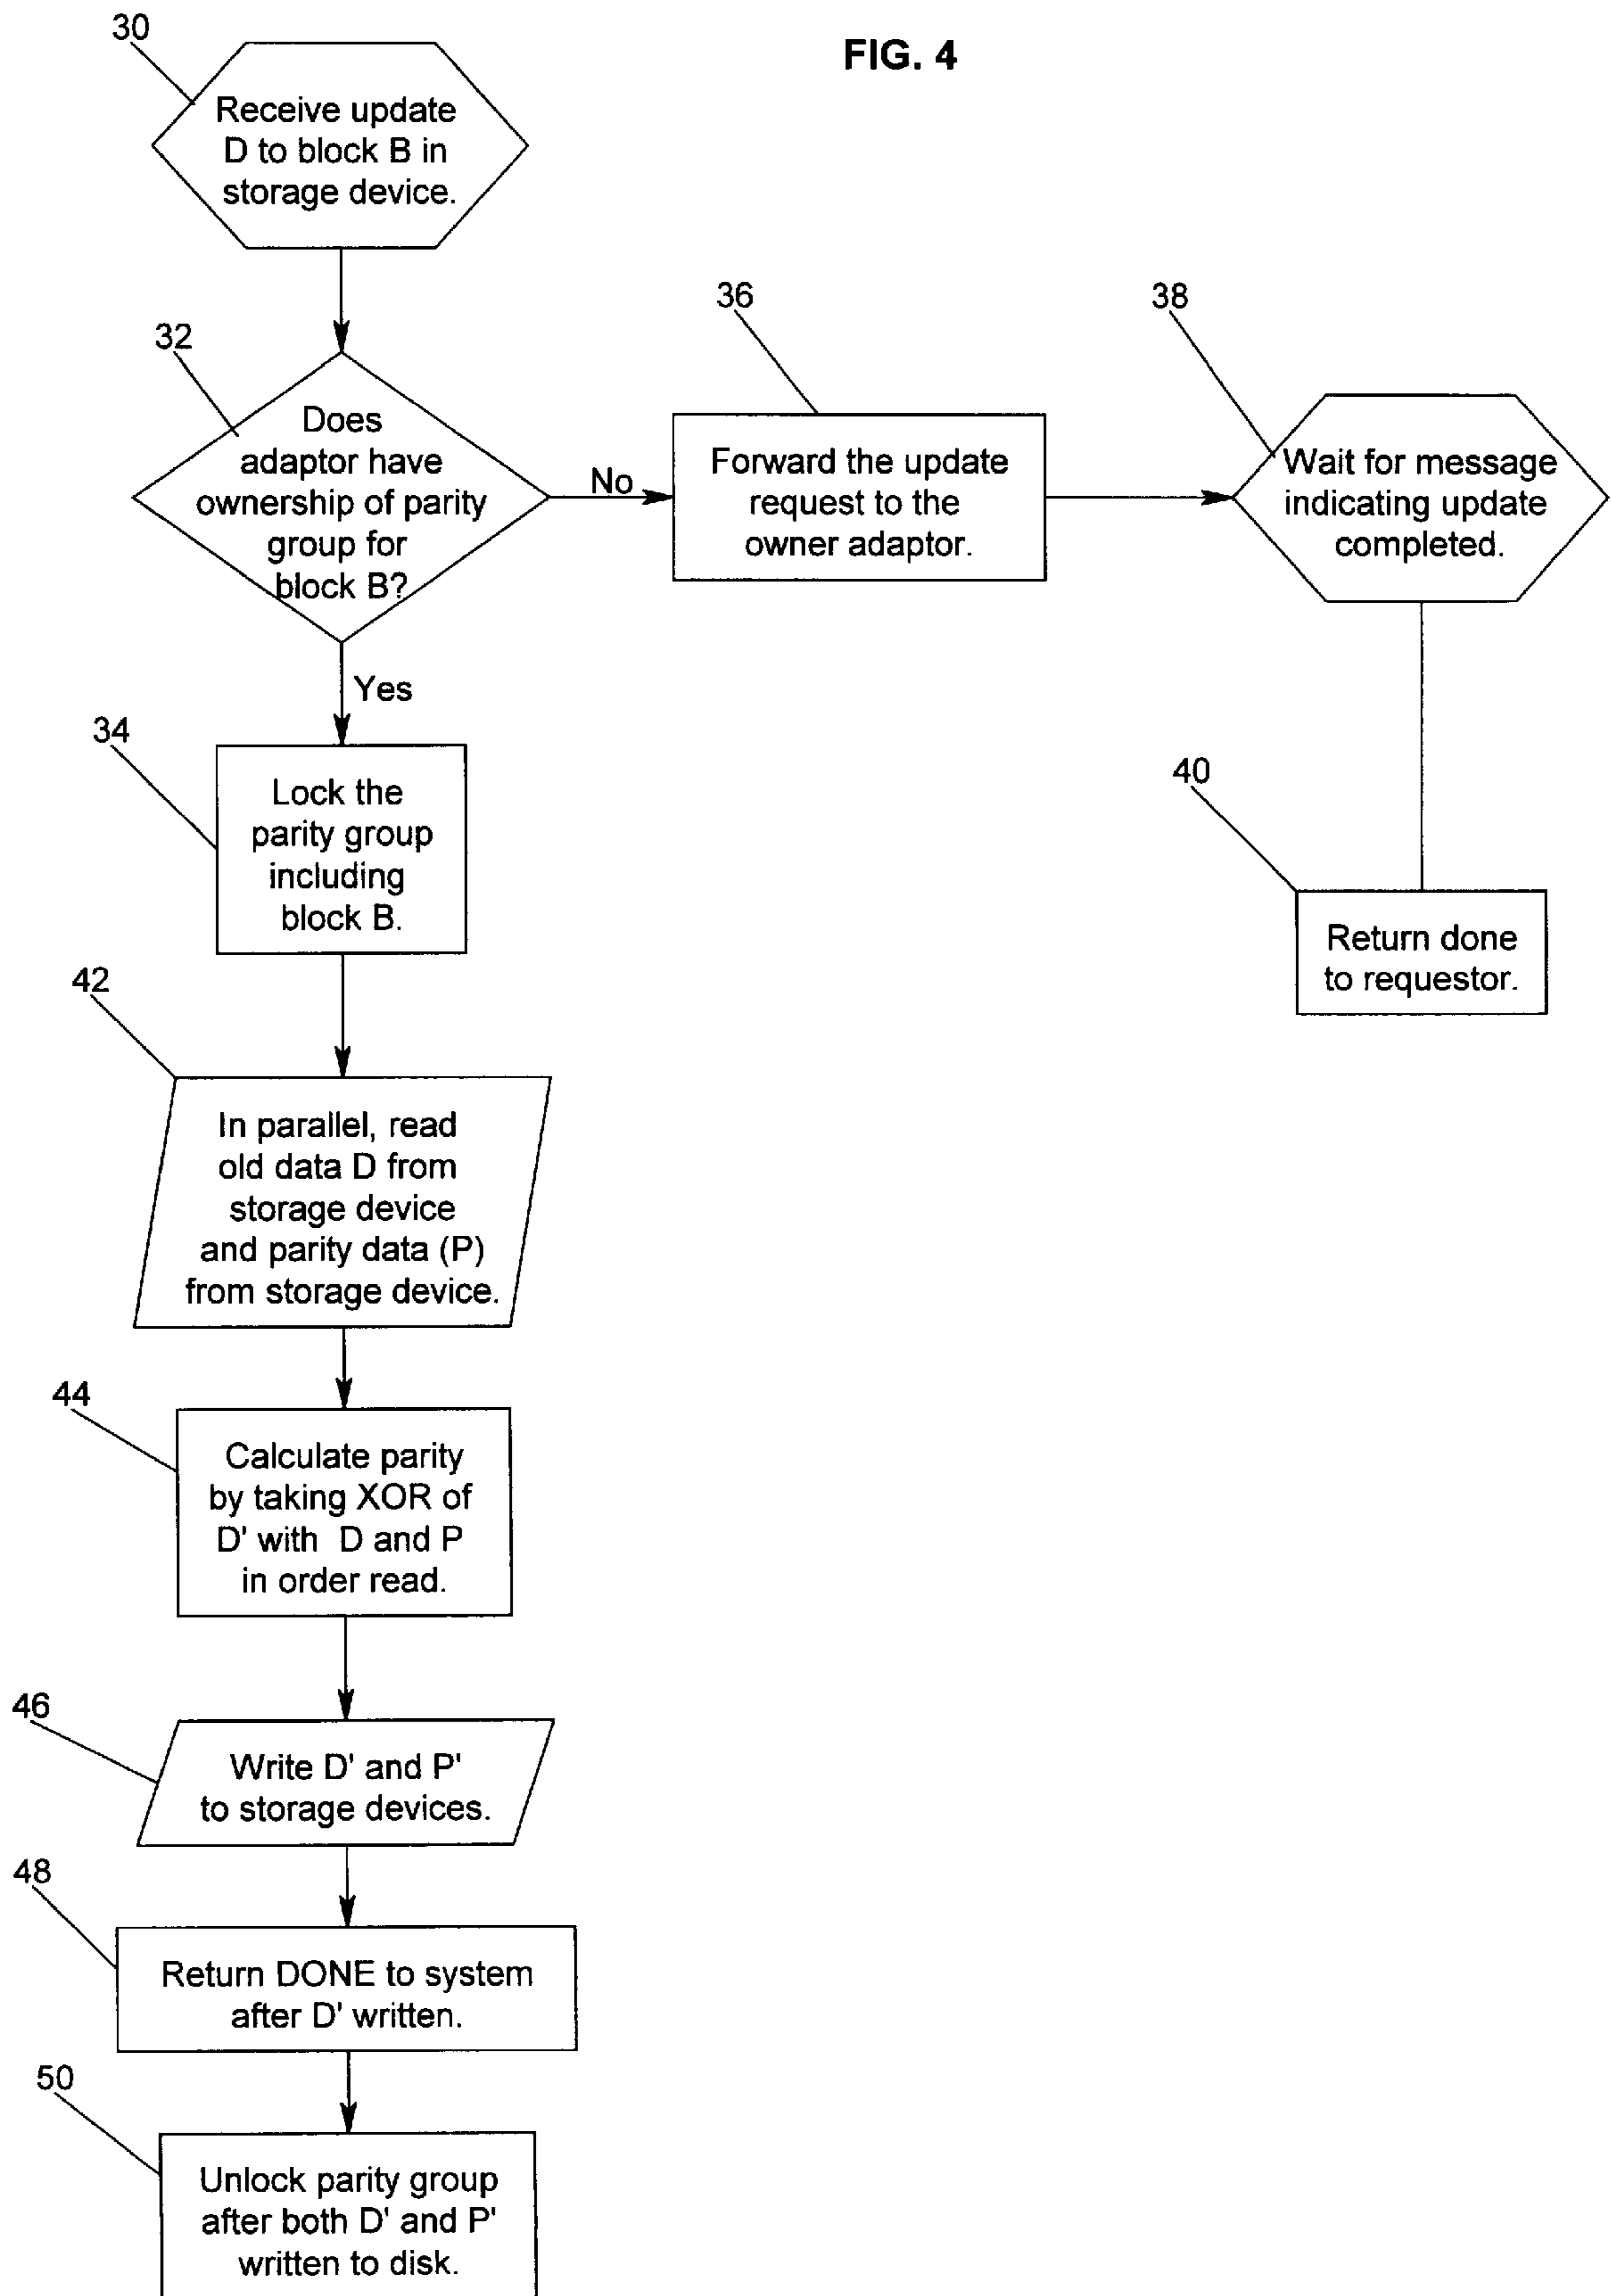 FIG. 4
30
Receive update
D to block B in
storage device.
32
Does
adaptor have
ownership of parity
group for
block B?
No
36
Forward the update
request to the
owner adaptor.
38
Wait for message
indicating update
completed.
40
Return done
to requestor.
Yes
34
Lock the
parity group
including
block B.
42
In parallel, read
old data D from
storage device
and parity data (P)
from storage device.
44
Calculate parity
by taking XOR of
D' with D and P
in order read.
46
Write D' and P'
to storage devices.
48
Return DONE to system
after D' written.
50
Unlock parity group
after both D' and P'
written to disk.